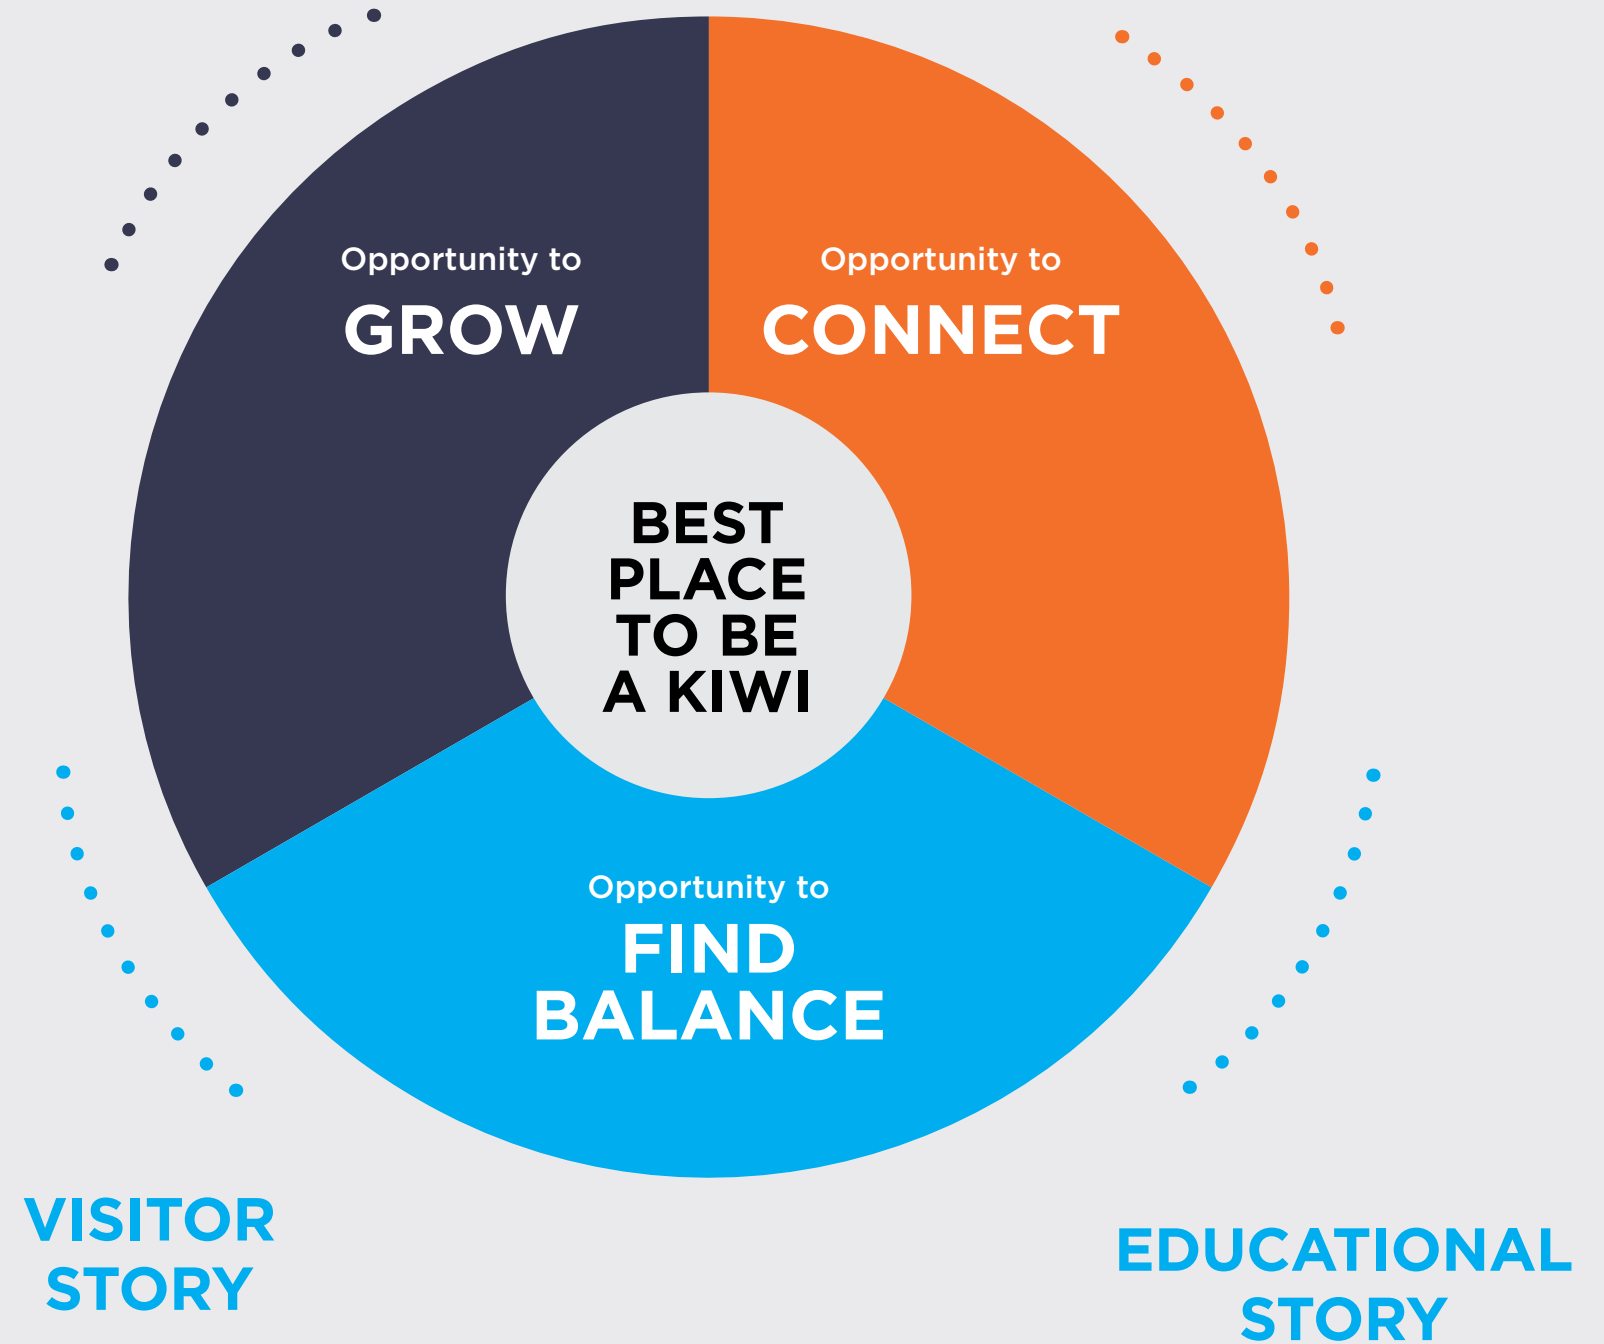 Opportunity to
GROW
Opportunity to
CONNECT
BEST
PLACE
TO BE
A KIWI
Opportunity to
FIND
BALANCE
VISITOR
STORY
EDUCATIONAL
STORY